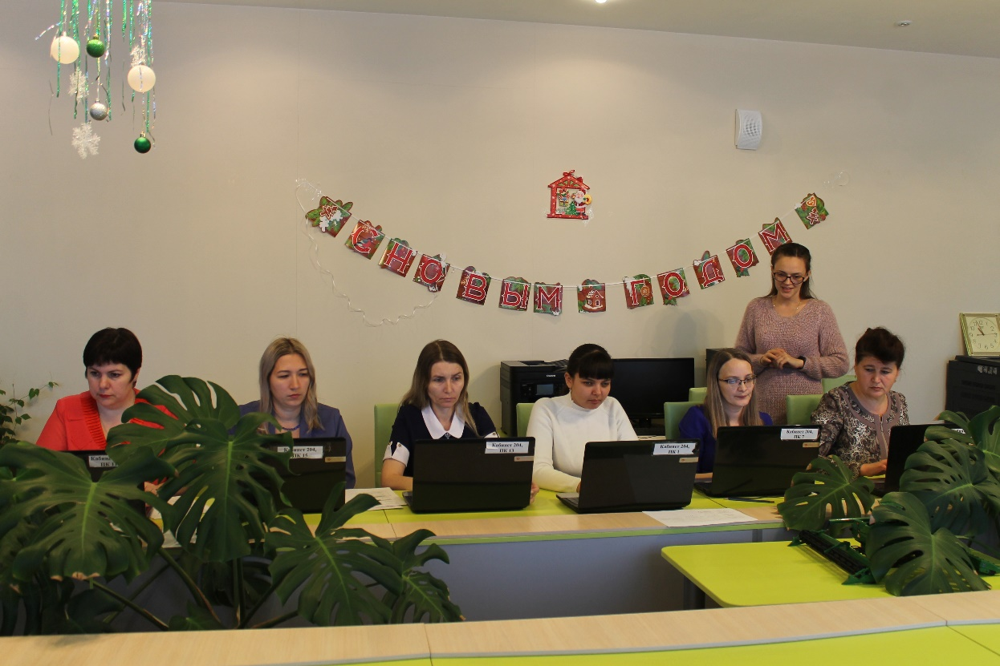 С НОВЫМ ГОДОМ
Кабинет 204,
ПК 15
Кабинет 204,
ПК 13
Кабинет 204,
ПК 1
Кабинет 204,
ПК 7